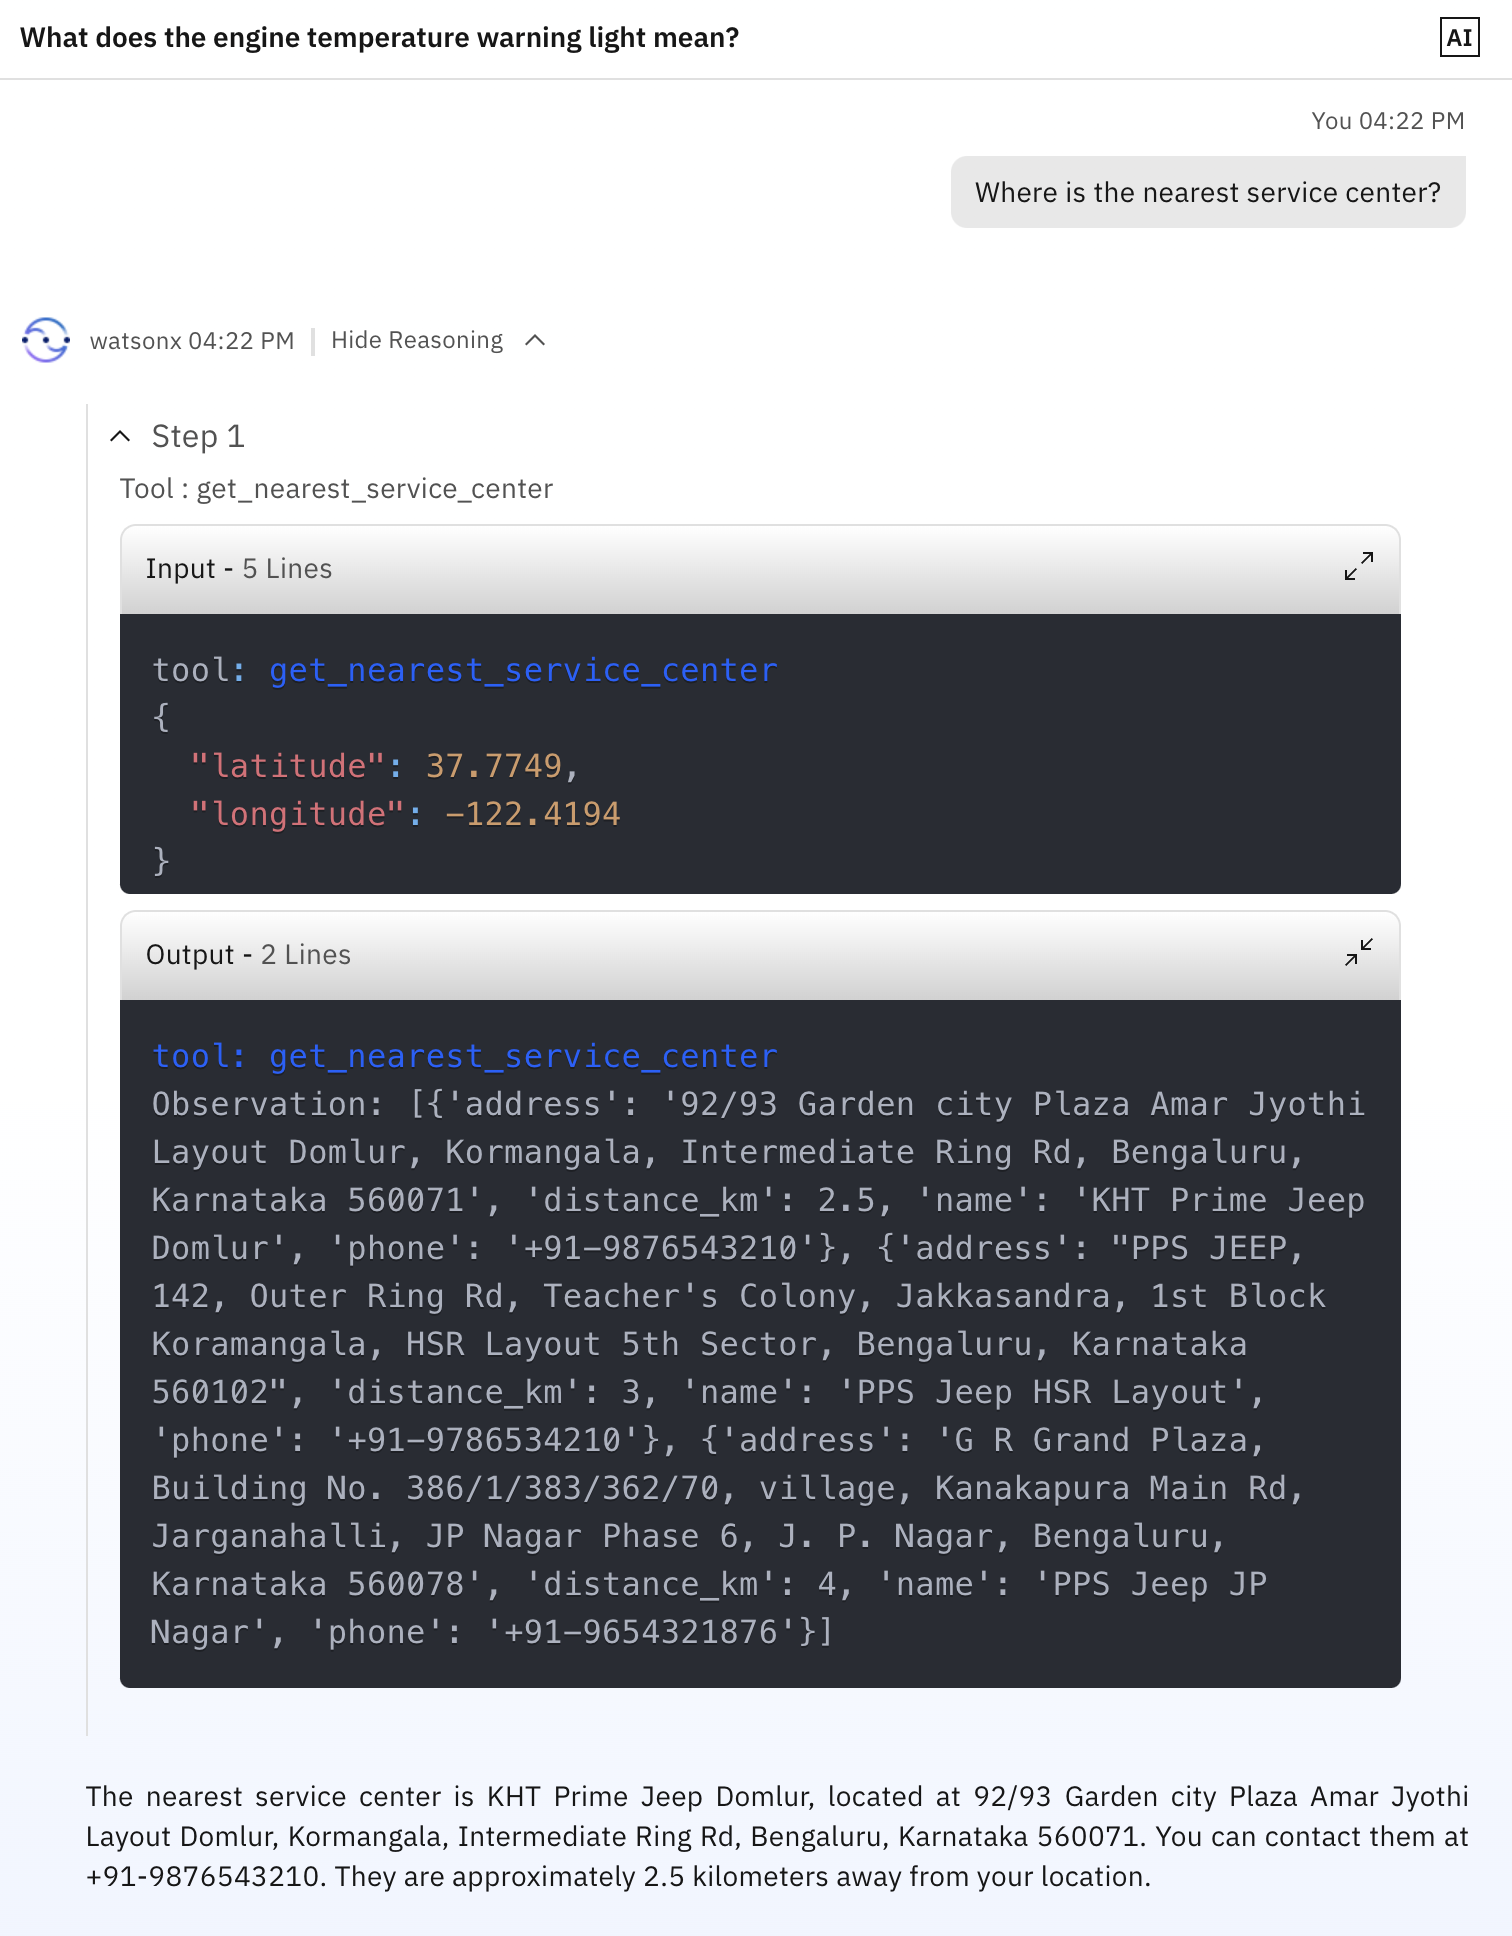 What does the engine temperature warning light mean?
AI
You 04:22 PM
Where is the nearest service center?
watsonx 04:22 PM
Hide Reasoning
Step 1
Tool : get_nearest_service_center
Input - 5 Lines
tool: get_nearest_service_center
{
"latitude": 37.7749,
"longitude": -122.4194
}
Output - 2 Lines
tool: get_nearest_service_center
Observation: [{'address': '92/93 Garden city Plaza Amar Jyothi
Layout Domlur, Kormangala, Intermediate Ring Rd, Bengaluru,
Karnataka 560071', 'distance_km': 2.5, 'name': 'KHT Prime Jeep
Domlur', 'phone': '+91-9876543210'}, {'address': "PPS JEEP,
142, Outer Ring Rd, Teacher's Colony, Jakkasandra, 1st Block
Koramangala, HSR Layout 5th Sector, Bengaluru, Karnataka
560102", 'distance_km': 3, 'name': 'PPS Jeep HSR Layout',
'phone': '+91-9786534210'}, {'address': 'G R Grand Plaza,
Building No. 386/1/383/362/70, village, Kanakapura Main Rd,
Jarganahalli, JP Nagar Phase 6, J. P. Nagar, Bengaluru,
Karnataka 560078', 'distance_km': 4, 'name': 'PPS Jeep JP
Nagar', 'phone': '+91-9654321876'}]
The nearest service center is KHT Prime Jeep Domlur, located at 92/93 Garden city Plaza Amar Jyothi
Layout Domlur, Kormangala, Intermediate Ring Rd, Bengaluru, Karnataka 560071. You can contact them at
+91-9876543210. They are approximately 2.5 kilometers away from your location.